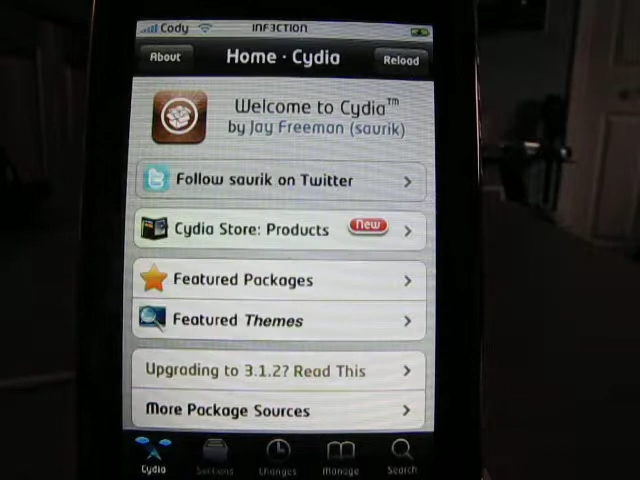 Cody INF3CTION
About Home · Cydia Reload
Welcome to Cydia™
by Jay Freeman (saurik)
Follow saurik on Twitter
Cydia Store: Products New
Featured Packages
Featured Themes
Upgrading to 3.1.2? Read This
More Package Sources
Cydia Sections Changes Manage Search